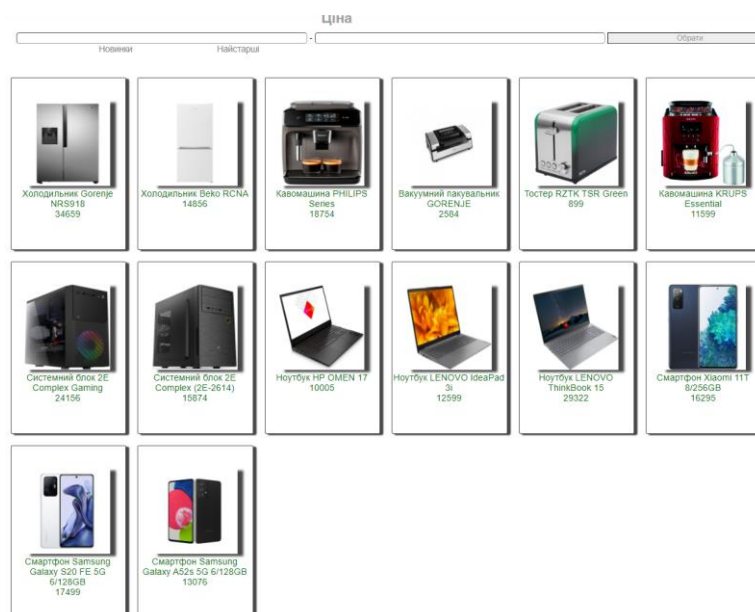 Ціна
-
Обрати
Новинки Найстарші
Холодильник Gorenje
NRS918
34659
Холодильник Beko RCNA
14856
Кавомашина PHILIPS
Series
18754
Вакуумний пакувальник
GORENJE
2584
Тостер RZTK TSR Green
899
Кавомашина KRUPS
Essential
11599
Системний блок 2E
Complex Gaming
24156
Системний блок 2E
Complex (2E-2614)
15874
Ноутбук HP OMEN 17
10005
Ноутбук LENOVO IdeaPad
3i
12599
Ноутбук LENOVO
ThinkBook 15
29322
Смартфон Xiaomi 11T
8/256GB
16295
Смартфон Samsung
Galaxy S20 FE 5G
6/128GB
17499
Смартфон Samsung
Galaxy A52s 5G 6/128GB
13076